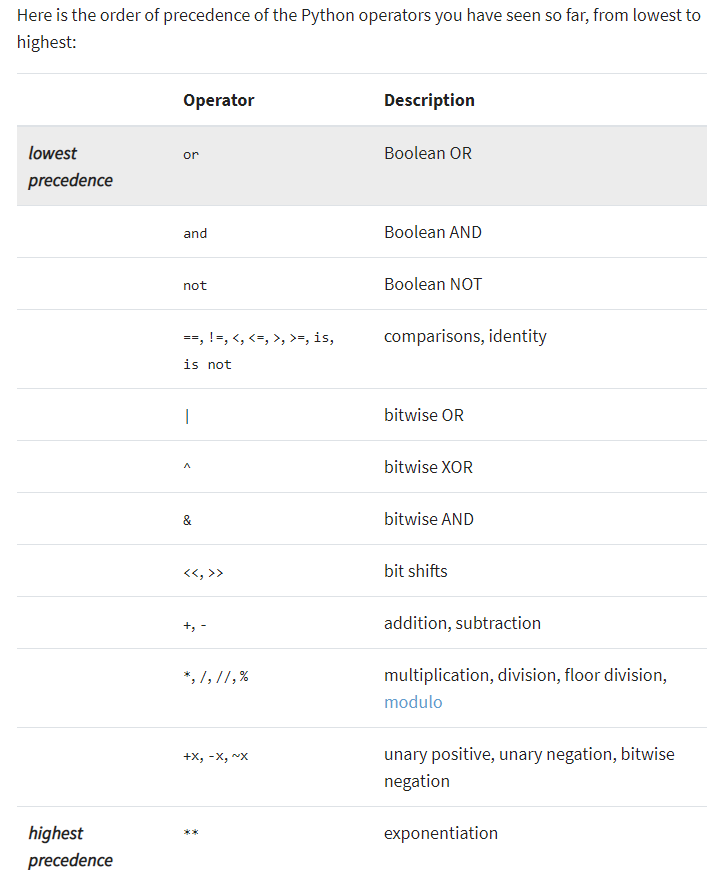 Here is the order of precedence of the Python operators you have seen so far, from lowest to
highest:
Operator Description
lowest precedence or Boolean OR
and Boolean AND
not Boolean NOT
==, !=, <, <=, >, >=, is, is not comparisons, identity
| bitwise OR
^ bitwise XOR
& bitwise AND
<<, >> bit shifts
+, - addition, subtraction
*, /, //, % multiplication, division, floor division, modulo
+x, -x, ~x unary positive, unary negation, bitwise negation
highest precedence ** exponentiation